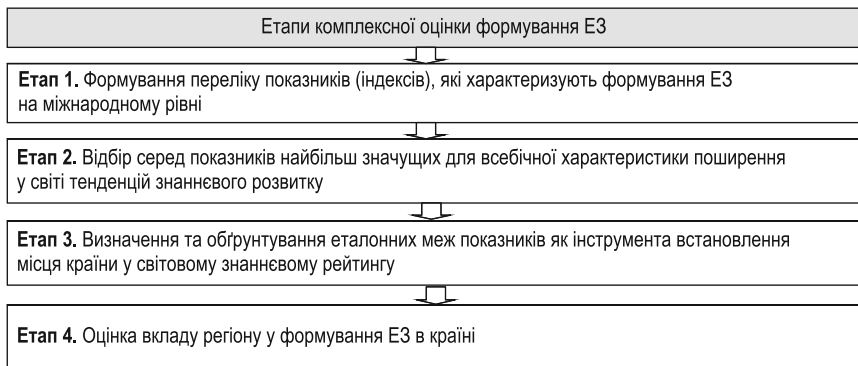 Етапи комплексної оцінки формування ЕЗ
Етап 1. Формування переліку показників (індексів), які характеризують формування ЕЗ
на міжнародному рівні
Етап 2. Відбір серед показників найбільш значущих для всебічної характеристики поширення
у світі тенденцій знаннєвого розвитку
Етап 3. Визначення та обґрунтування еталонних меж показників як інструмента встановлення
місця країни у світовому знаннєвому рейтингу
Етап 4. Оцінка вкладу регіону у формування ЕЗ в країні